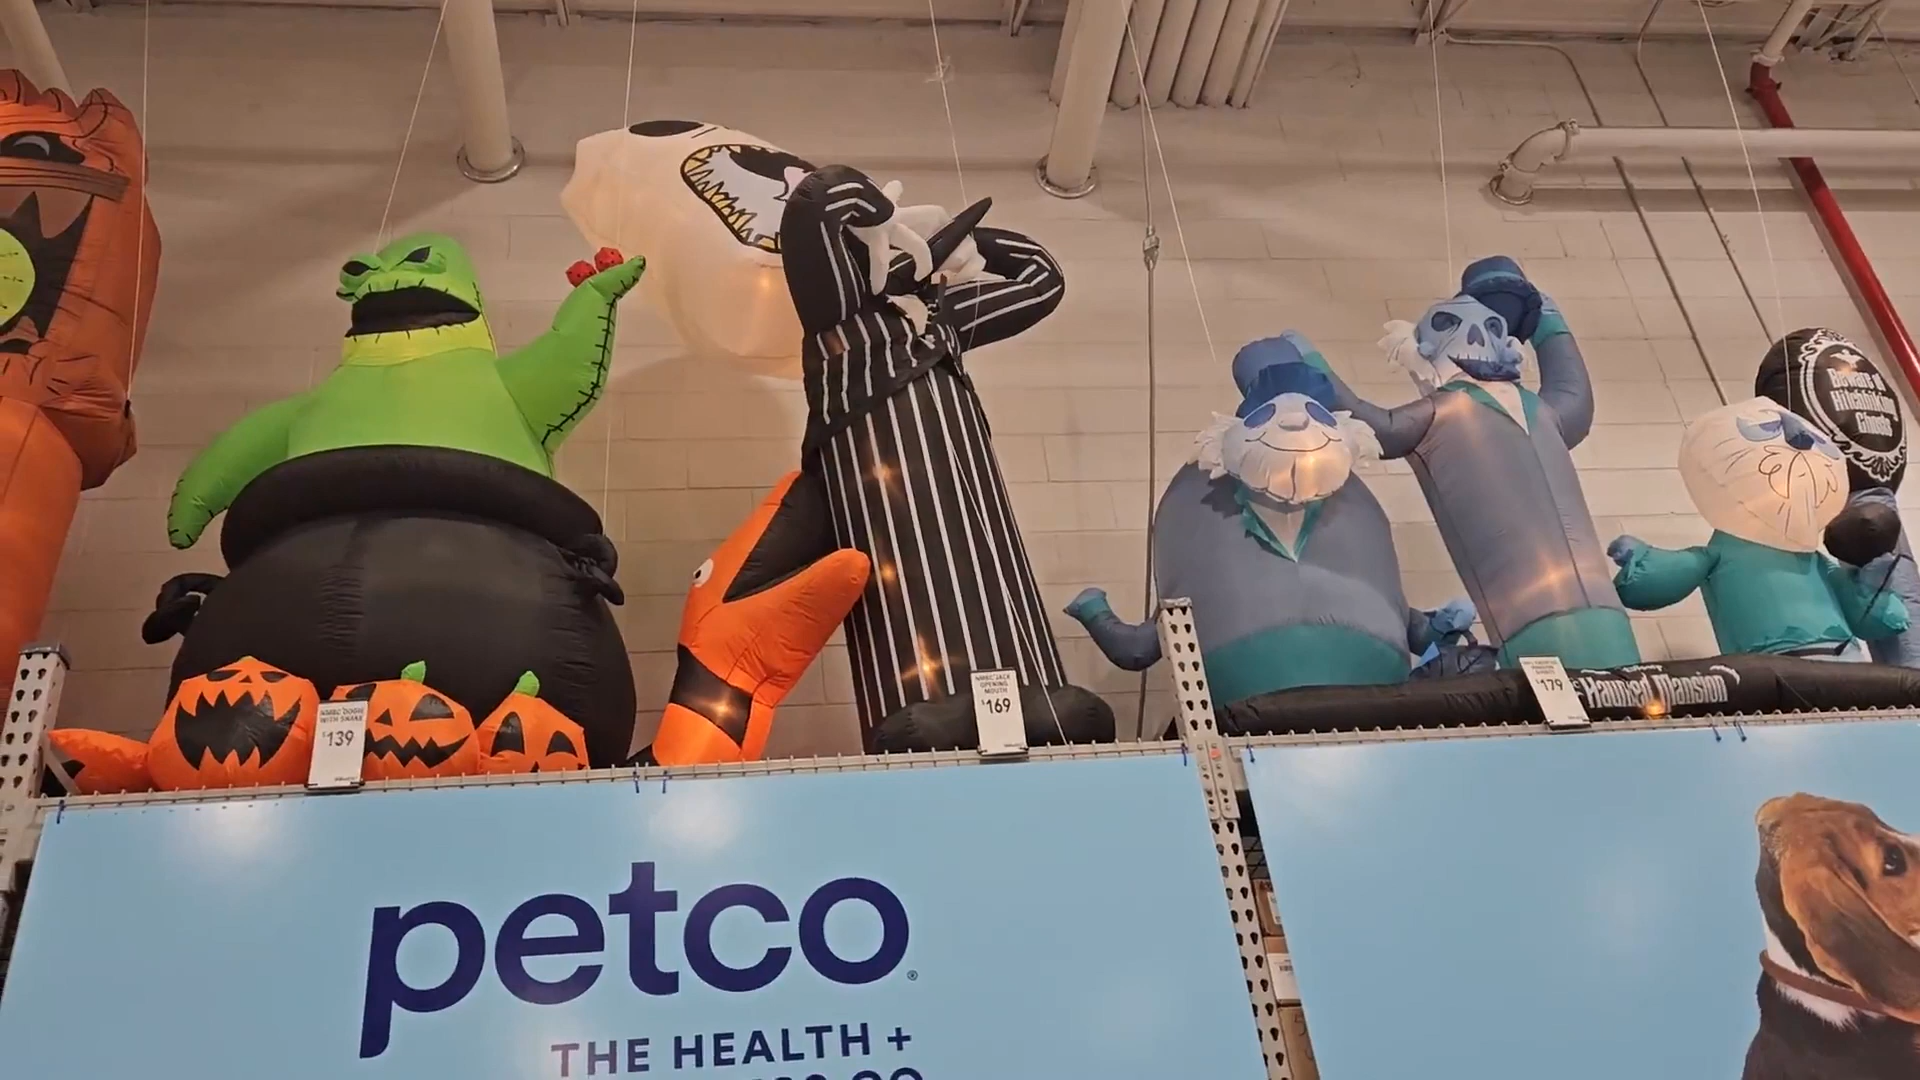 Beware of
Hitchhiking
Ghosts
NMBC OOGIE
WITH SNAKE
$139
NMBC JACK
OPENING
MOUTH
$169
$179
Haunted Mansion
petco
THE HEALTH +